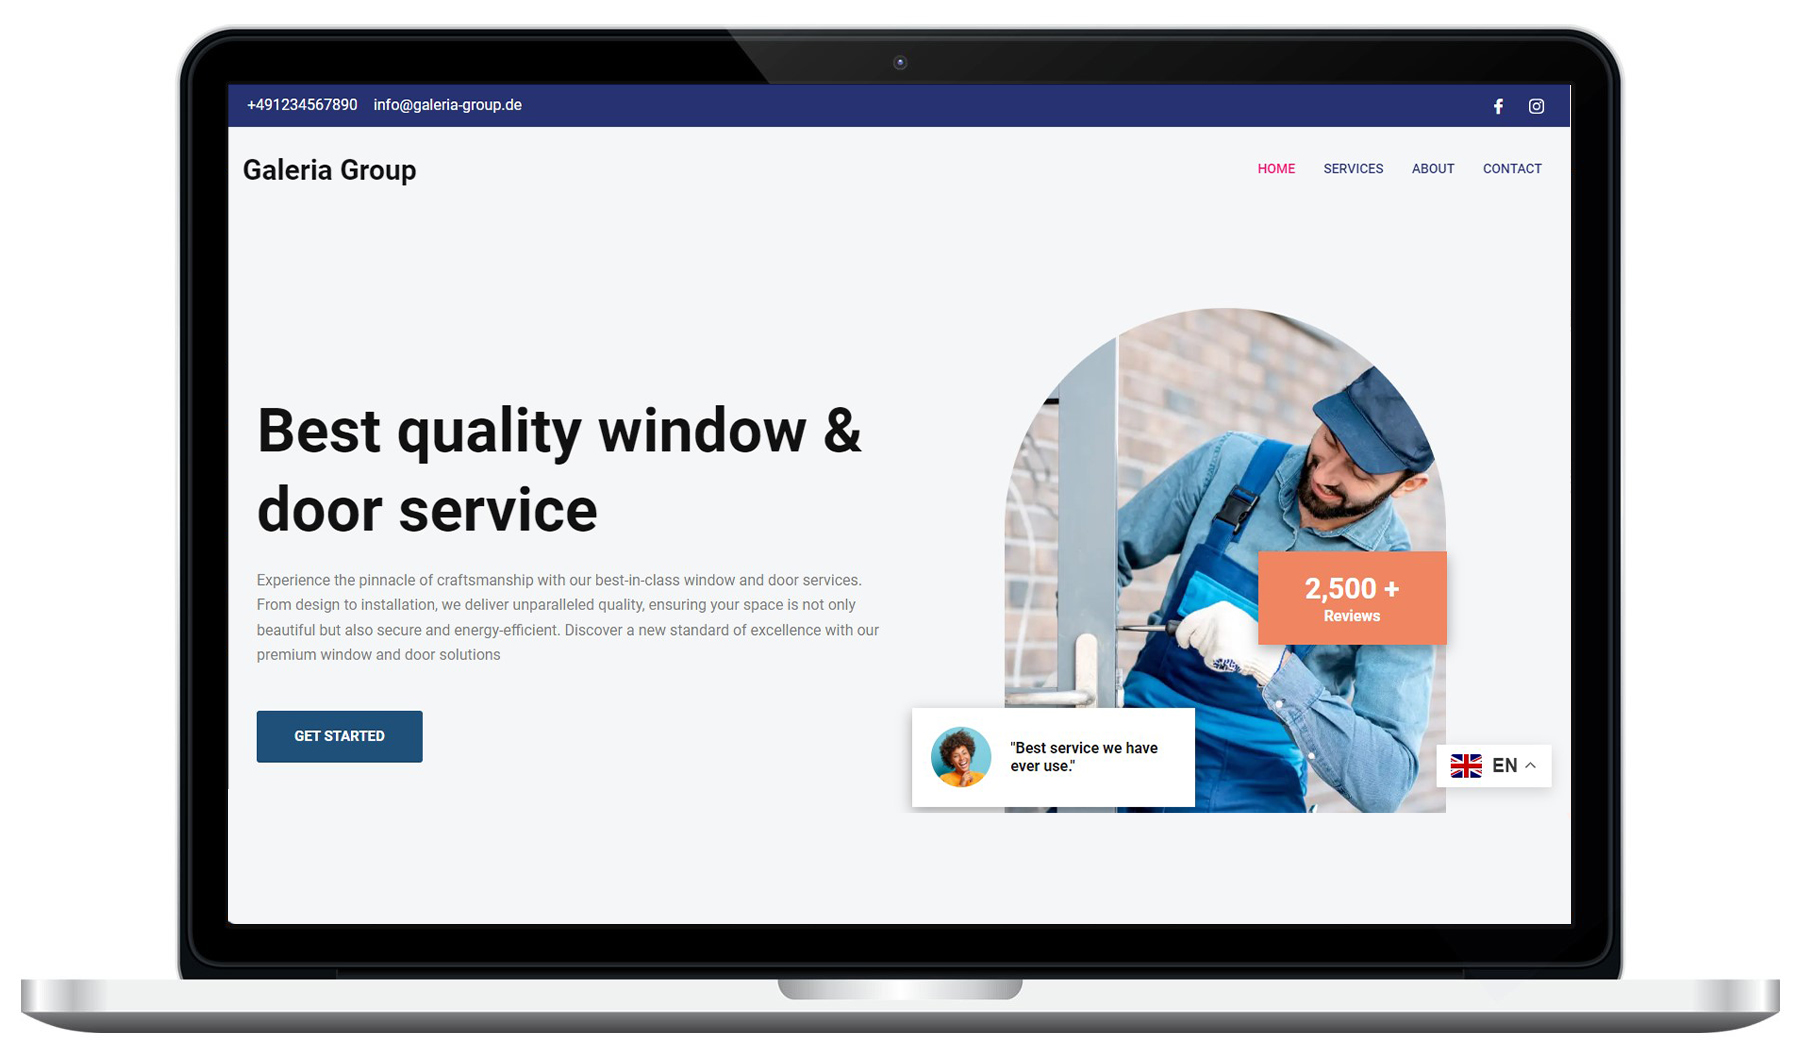 +491234567890 info@galeria-group.de
Galeria Group
HOME SERVICES ABOUT CONTACT
Best quality window &
door service
Experience the pinnacle of craftsmanship with our best-in-class window and door services.
From design to installation, we deliver unparalleled quality, ensuring your space is not only
beautiful but also secure and energy-efficient. Discover a new standard of excellence with our
premium window and door solutions
GET STARTED
2,500 +
Reviews
"Best service we have
ever use."
EN